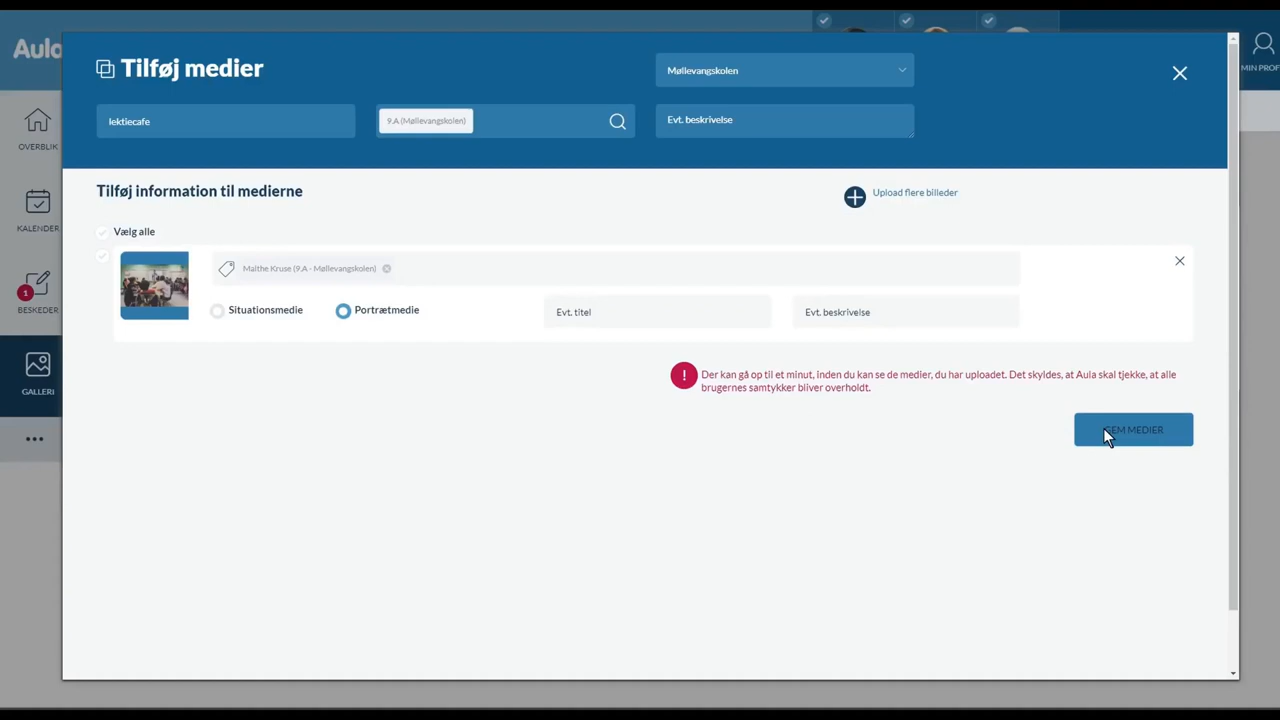 Aula
Tilføj medier
Møllevangskolen
MIN PROF
lektiecafe
9.A (Møllevangskolen)
Evt. beskrivelse
OVERBLIK
Tilføj information til medierne
Upload flere billeder
KALENDER
Vælg alle
Malthe Kruse (9.A - Møllevangskolen)
1
BESKEDER
Situationsmedie
Portrætmedie
Evt. titel
Evt. beskrivelse
GALLERI
Der kan gå op til et minut, inden du kan se de medier, du har uploadet. Det skyldes, at Aula skal tjekke, at alle
brugernes samtykker bliver overholdt.
GEM MEDIER